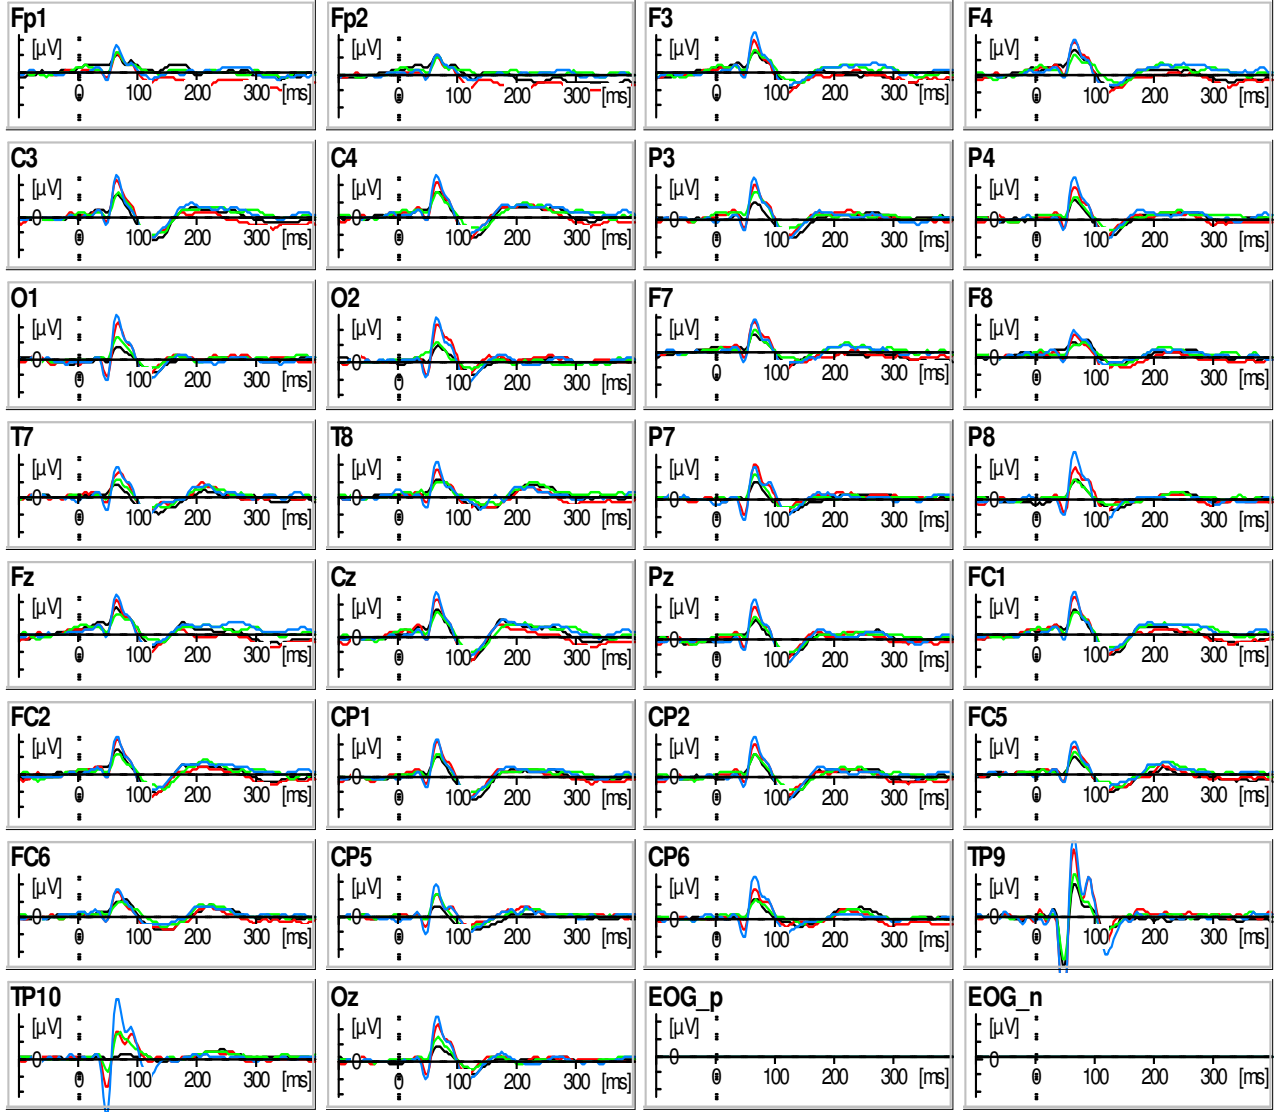 Fp1 Fp2 F3 F4
[µV] [µV] [µV] [µV]
0 100 200 300 [ms] 0 100 200 300 [ms] 0 100 200 300 [ms] 0 100 200 300 [ms]
C3 C4 P3 P4
[µV] [µV] [µV] [µV]
0 0 0
0 100 200 300 [ms] 0 100 200 300 [ms] 0 100 200 300 [ms] 0 100 200 300 [ms]
O1 O2 F7 F8
[µV] [µV] [µV] [µV]
0 0 0
0 100 200 300 [ms] 0 100 200 300 [ms] 0 100 200 300 [ms] 0 100 200 300 [ms]
T7 T8 P7 P8
[µV] [µV] [µV] [µV]
0 0
0 100 200 300 [ms] 0 100 200 300 [ms] 0 100 200 300 [ms] 0 100 200 300 [ms]
Fz Cz Pz FC1
[µV] [µV] [µV] [µV]
0 0
0 100 200 300 [ms] 0 100 200 300 [ms] 0 100 200 300 [ms] 0 100 200 300 [ms]
FC2 CP1 CP2 FC5
[µV] [µV] [µV] [µV]
0 0
0 100 200 300 [ms] 0 100 200 300 [ms] 0 100 200 300 [ms] 0 100 200 300 [ms]
FC6 CP5 CP6 TP9
[µV] [µV] [µV] [µV]
0 0 0 0
0 100 200 300 [ms] 0 100 200 300 [ms] 0 100 200 300 [ms] 0 100 200 300 [ms]
TP10 Oz EOG_p EOG_n
[µV] [µV] [µV] [µV]
0 0 0 0
0 100 200 300 [ms] 0 100 200 300 [ms] 0 100 200 300 [ms] 0 100 200 300 [ms]